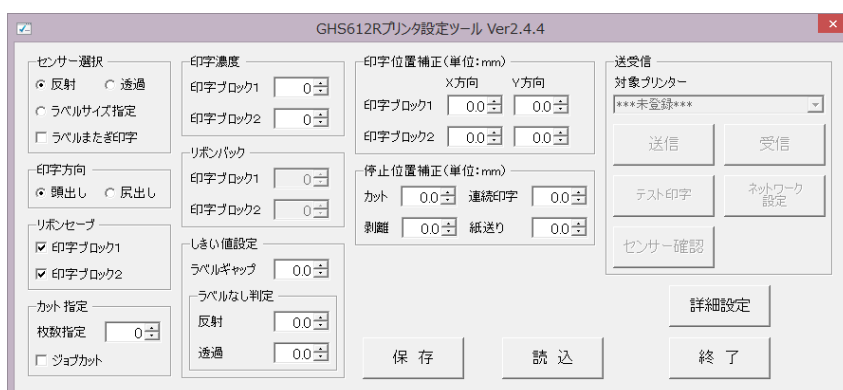 GHS612Rプリンタ設定ツール Ver2.4.4
センサー選択
反射 透過
ラベルサイズ指定
ラベルまたぎ印字
印字方向
頭出し 尻出し
リボンセーブ
印字ブロック1
印字ブロック2
カット指定
枚数指定 0
ジョブカット
印字濃度
印字ブロック1 0
印字ブロック2 0
リボンバック
印字ブロック1 0
印字ブロック2 0
しきい値設定
ラベルギャップ 0.0
ラベルなし判定
反射 0.0
透過 0.0
印字位置補正(単位:mm)
X方向 Y方向
印字ブロック1 0.0 0.0
印字ブロック2 0.0 0.0
停止位置補正(単位:mm)
カット 0.0 連続印字 0.0
剥離 0.0 紙送り 0.0
送受信
対象プリンター
***未登録***
送信 受信
テスト印字 ネットワーク
設定
センサー確認
詳細設定
保 存 読 込 終 了